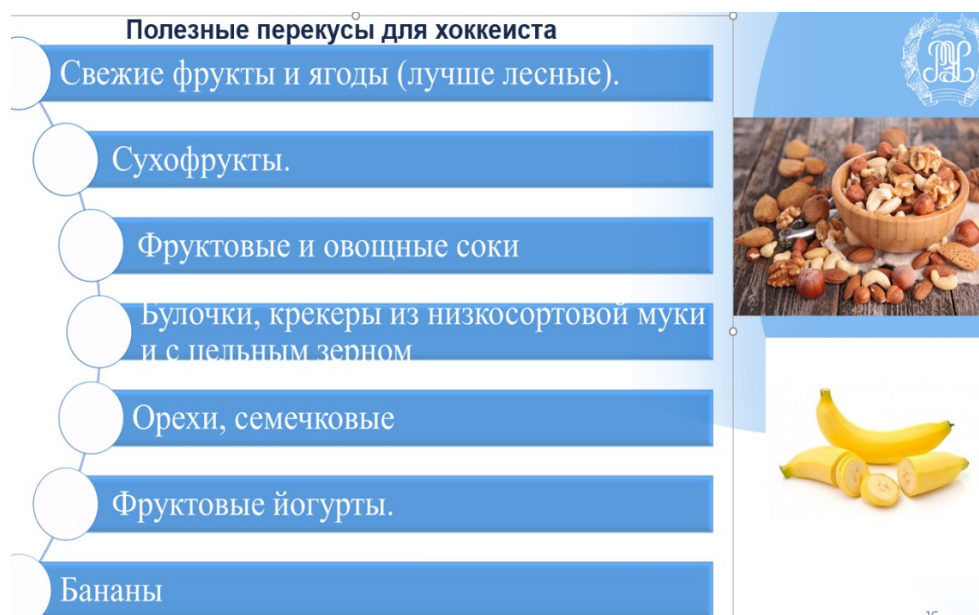 Полезные перекусы для хоккеиста
Свежие фрукты и ягоды (лучше лесные).
Сухофрукты.
Фруктовые и овощные соки
Булочки, крекеры из низкосортовой муки
и с цельным зерном
Орехи, семечковые
Фруктовые йогурты.
Бананы